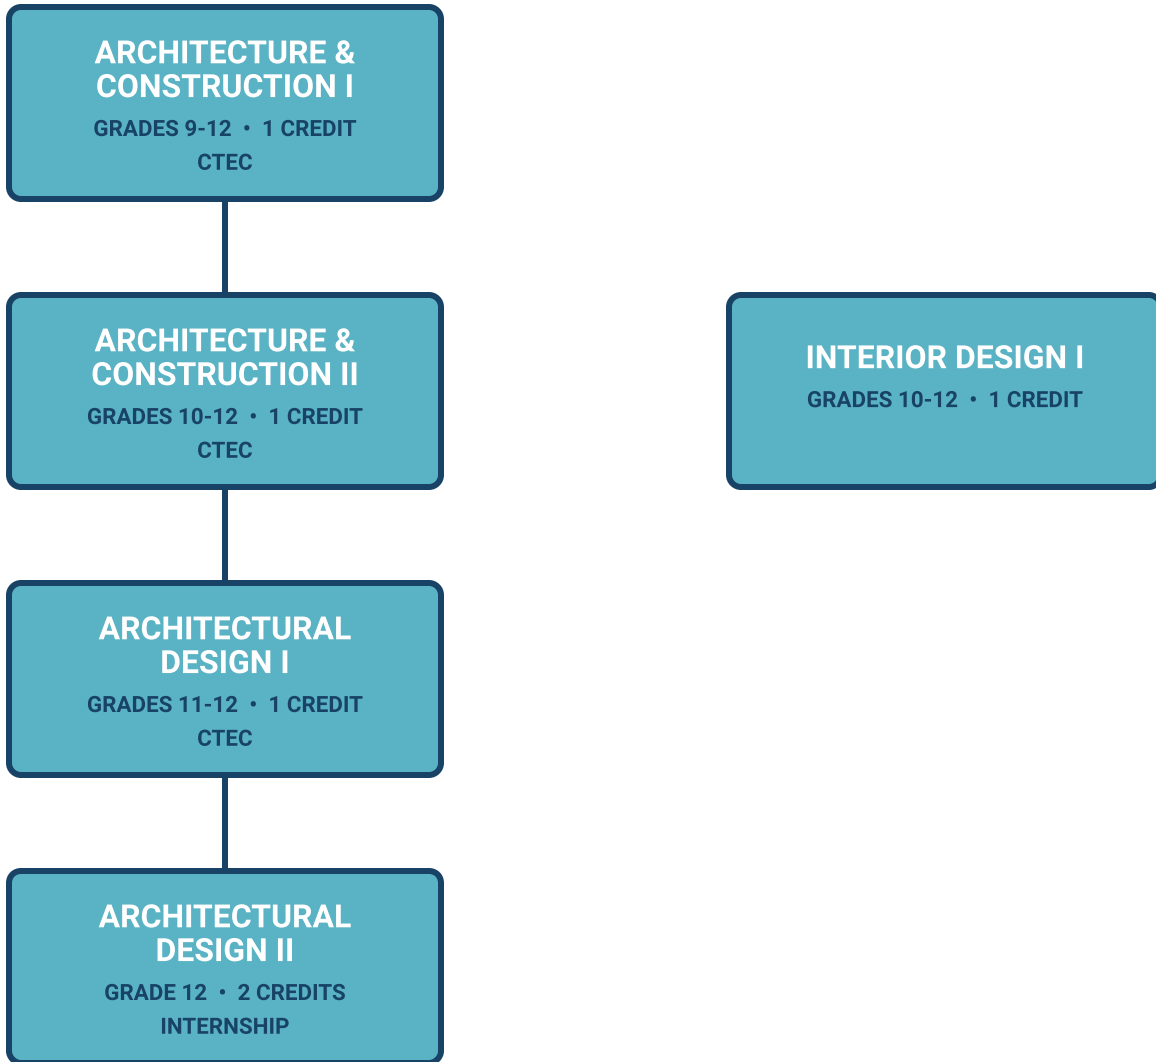 ARCHITECTURE &
CONSTRUCTION I
GRADES 9-12 • 1 CREDIT
CTEC
ARCHITECTURE &
CONSTRUCTION II
GRADES 10-12 • 1 CREDIT
CTEC
INTERIOR DESIGN I
GRADES 10-12 • 1 CREDIT
ARCHITECTURAL
DESIGN I
GRADES 11-12 • 1 CREDIT
CTEC
ARCHITECTURAL
DESIGN II
GRADE 12 • 2 CREDITS
INTERNSHIP